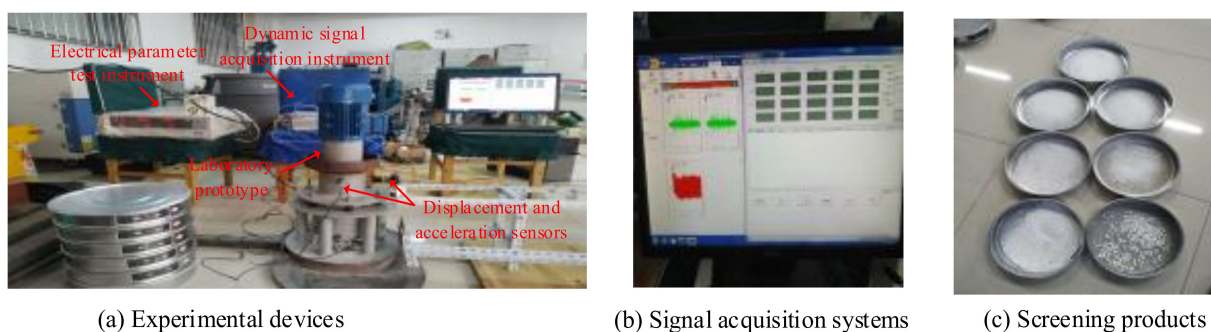 Electrical parameter
test instrument
Dynamic signal
acquisition instrument
Laboratory
prototype
Displacement and
acceleration sensors
(a) Experimental devices
(b) Signal acquisition systems
(c) Screening products